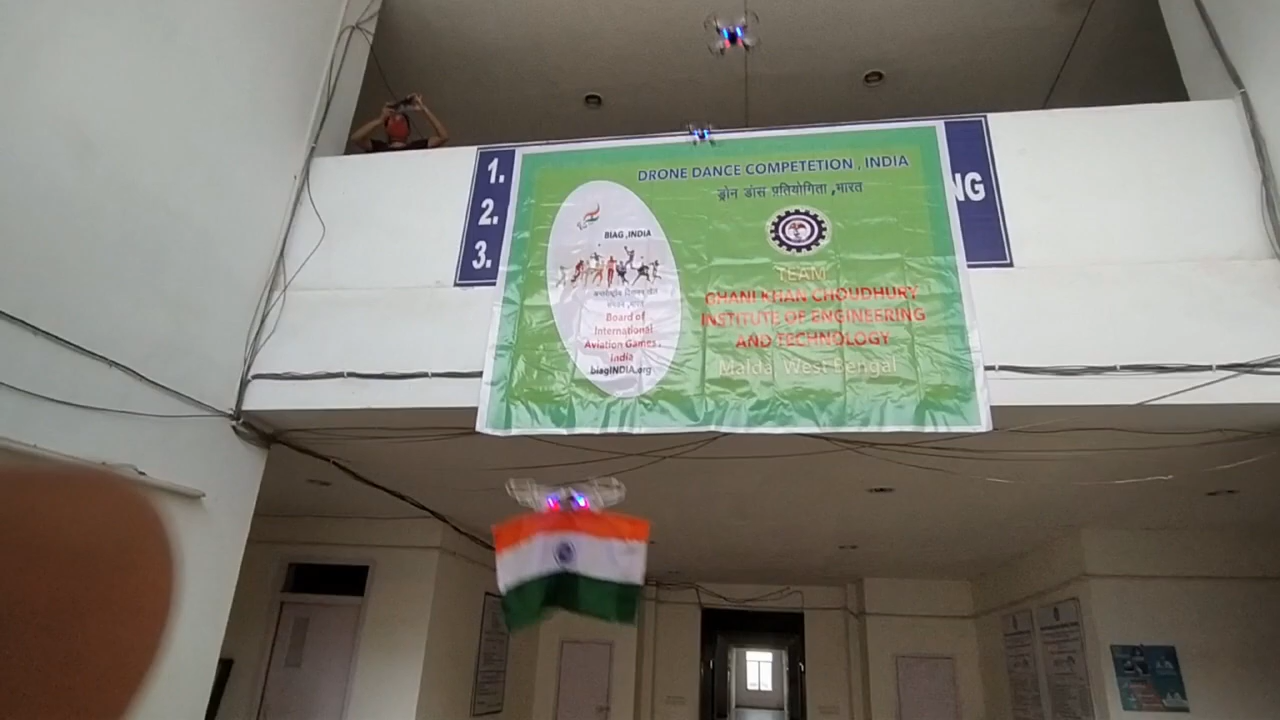 1.
2.
3.
NG
DRONE DANCE COMPETETION , INDIA
ड्रोन डांस प्रतियोगिता ,भारत
BIAG ,INDIA
Board of
International
Aviation Games ,
India
biagINDIA.org
TEAM
GHANI KHAN CHOUDHURY
INSTITUTE OF ENGINEERING
AND TECHNOLOGY
Malda, West Bengal